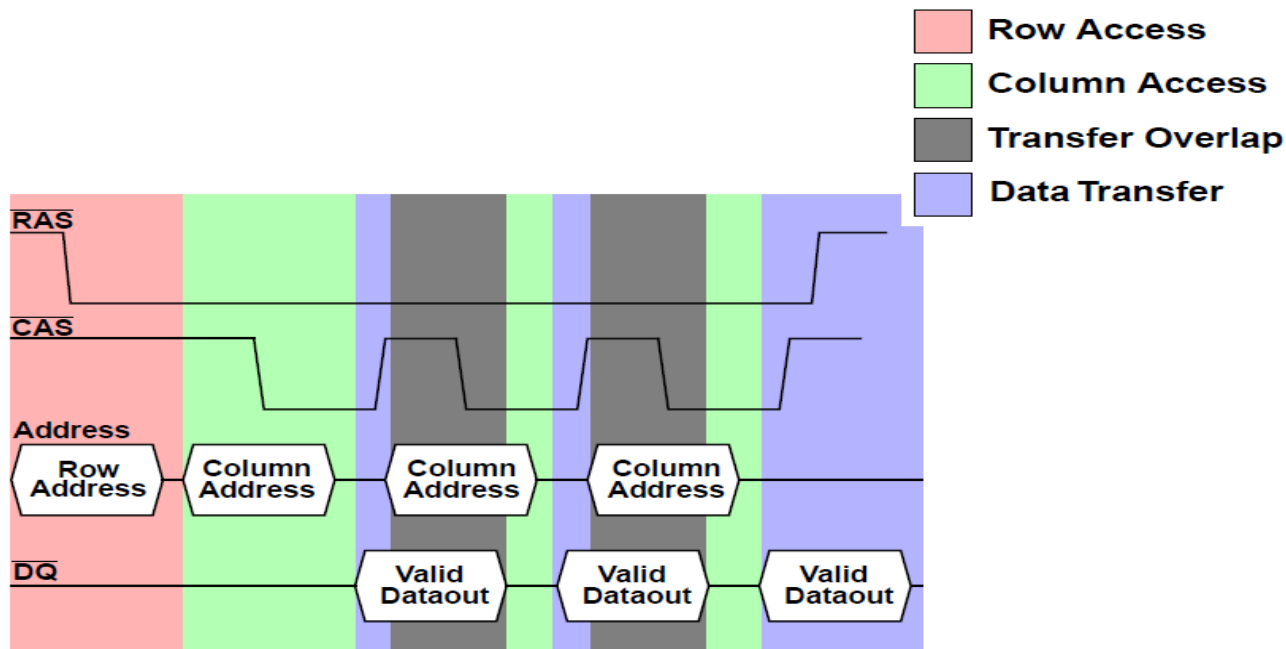 Row Access
Column Access
Transfer Overlap
Data Transfer
RAS
CAS
Address
Row
Address
Column
Address
Column
Address
Column
Address
DQ
Valid
Dataout
Valid
Dataout
Valid
Dataout